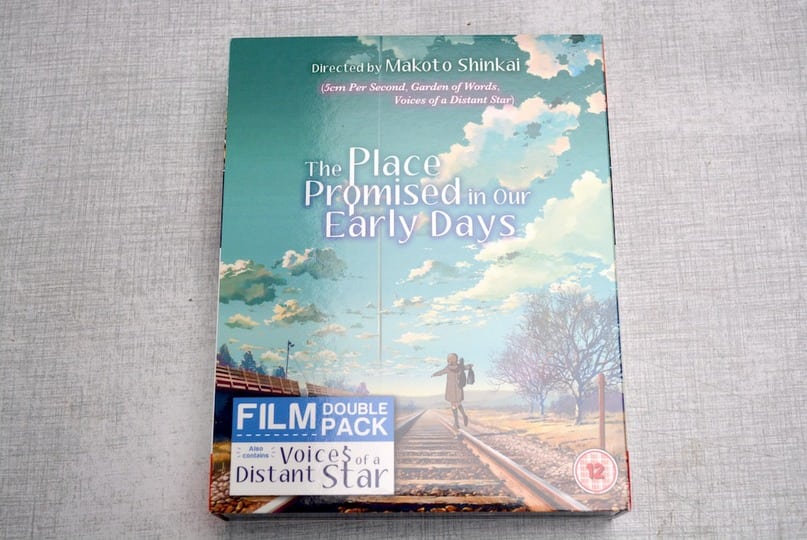 Directed by Makoto Shinkai
(5cm Per Second, Garden of Words,
Voices of a Distant Star)
The Place
Promised in Our
Early Days
FILM DOUBLE PACK
Also contains Voices of a
Distant Star
12